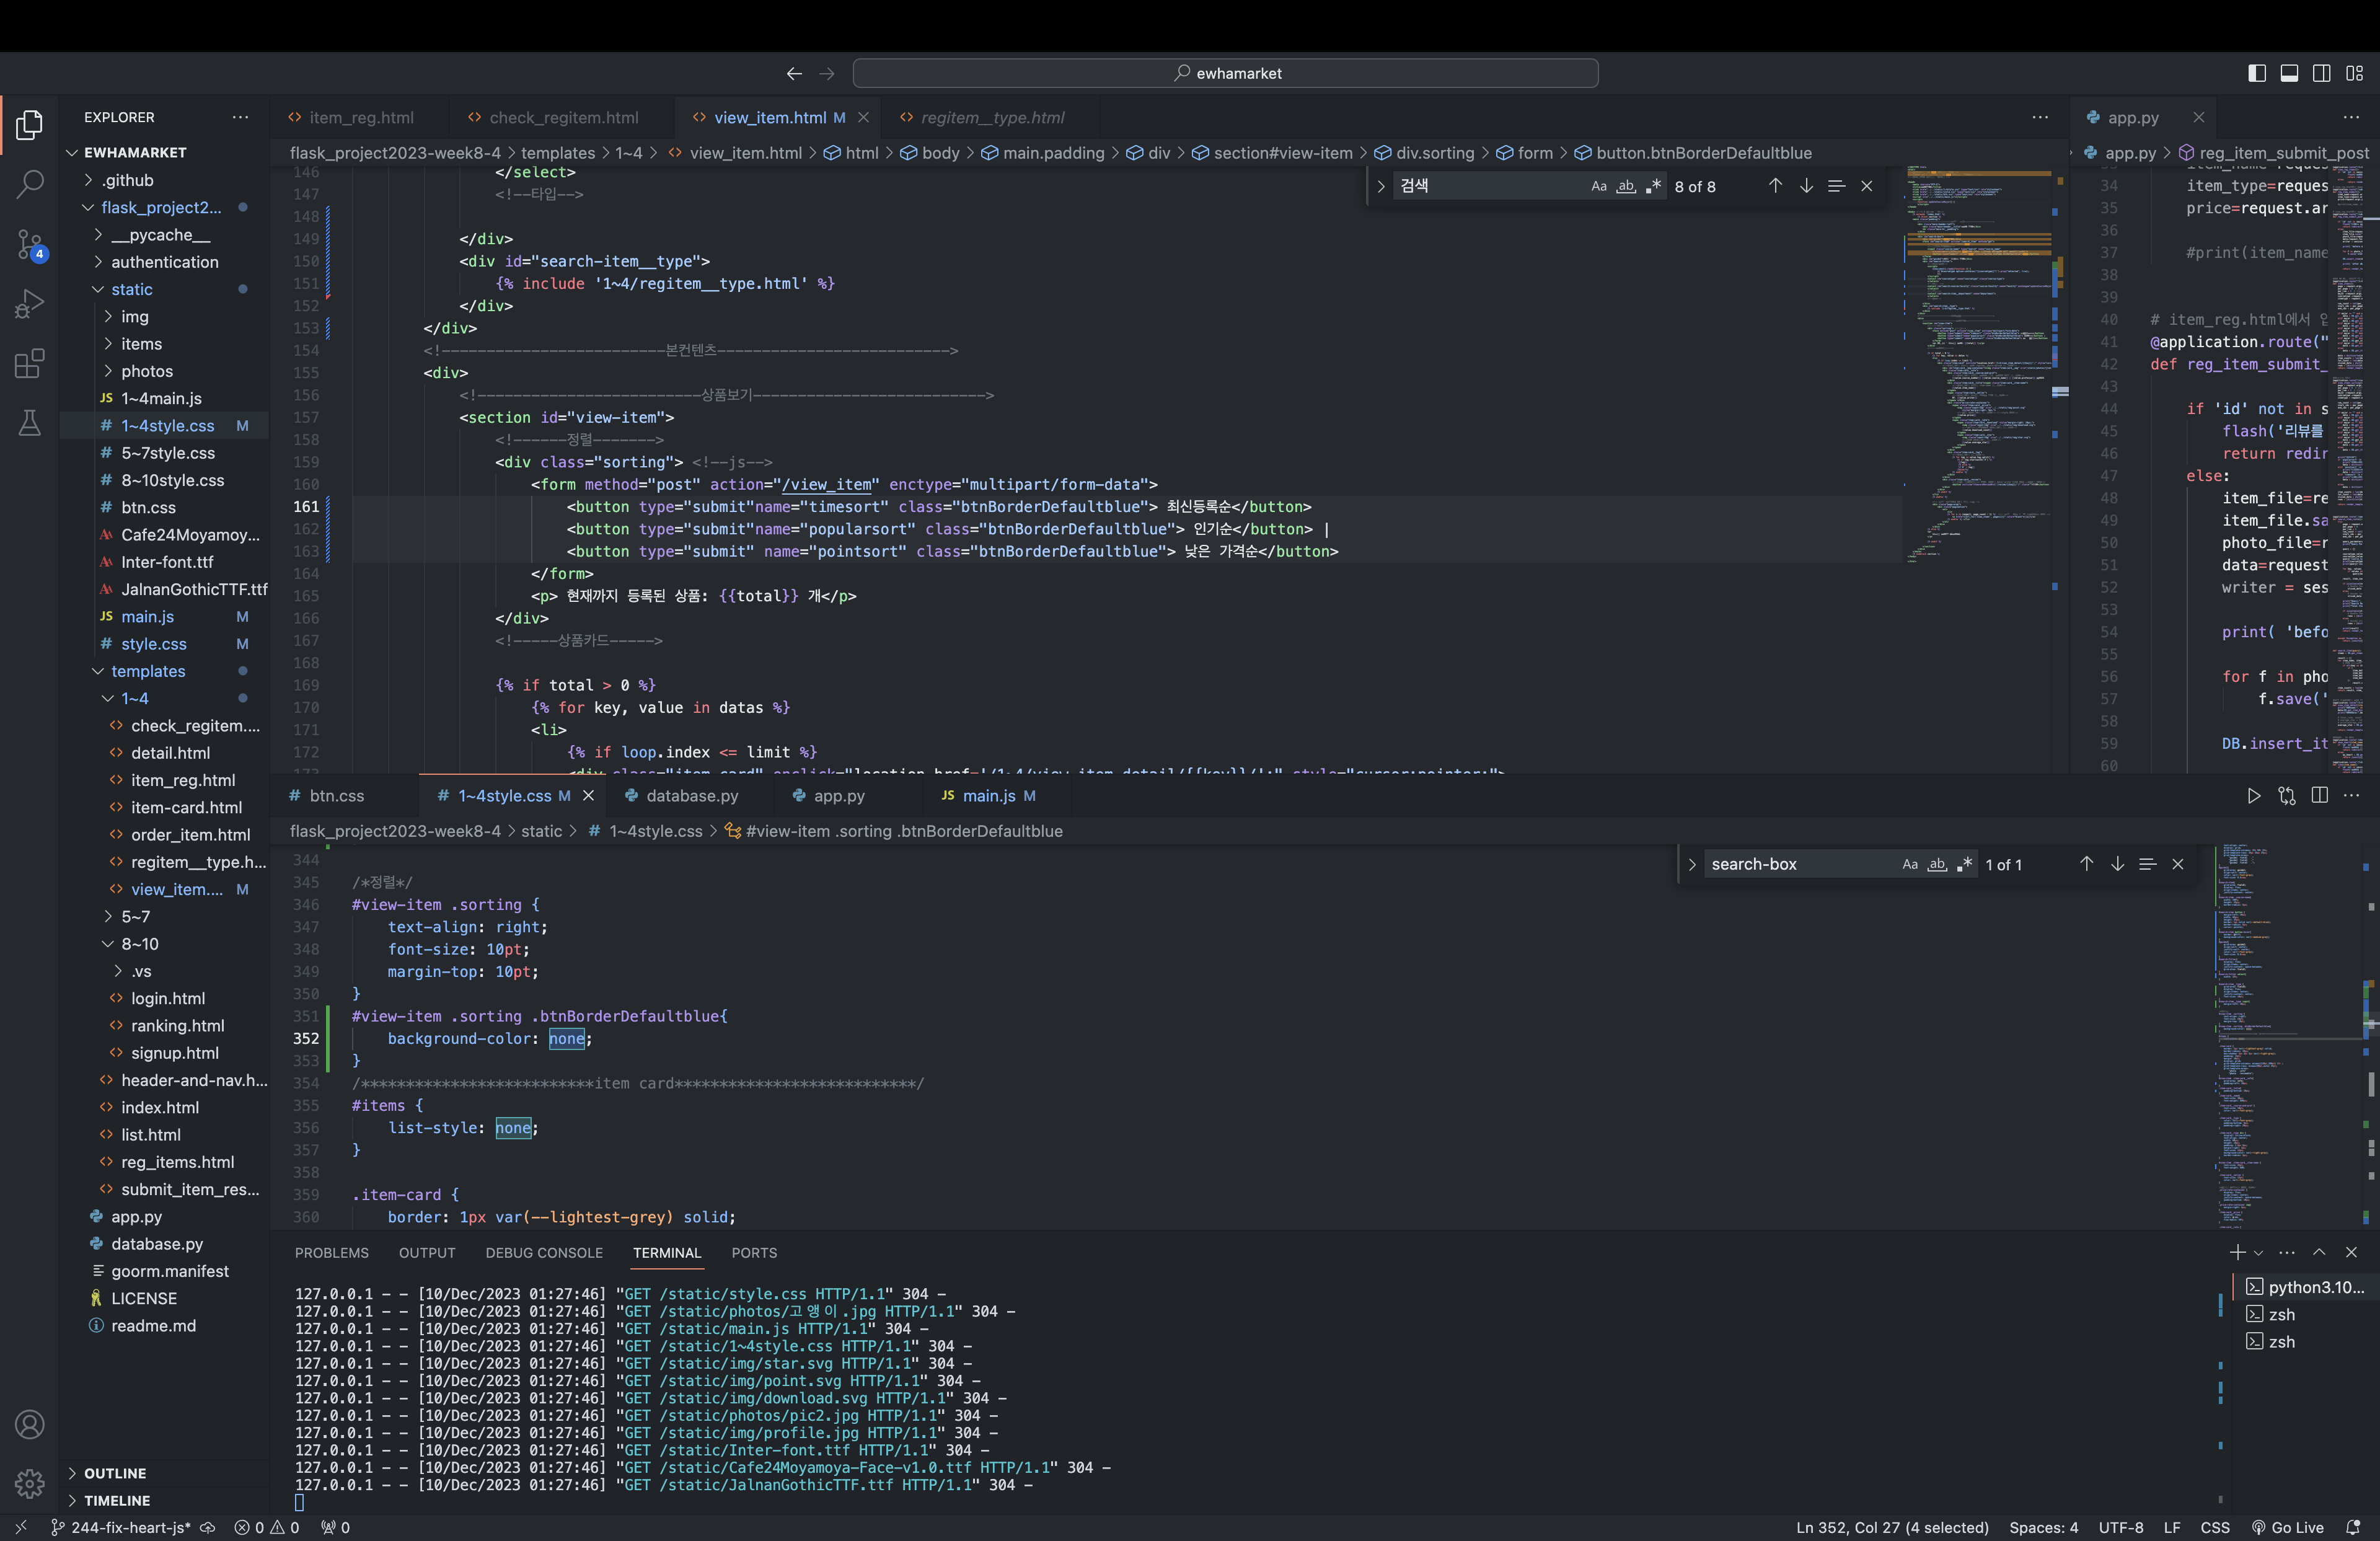 ewhamarket
EXPLORER
EWHAMARKET
.github
flask_project2...
__pycache__
authentication
static
img
items
photos
JS 1~4main.js
# 1~4style.css M
# 5~7style.css
# 8~10style.css
# btn.css
Cafe24Moyamoy...
Inter-font.ttf
JalnanGothicTTF.ttf
JS main.js M
# style.css M
templates
1~4
check_regitem....
detail.html
item_reg.html
item-card.html
order_item.html
regitem__type.h...
view_item.... M
5~7
8~10
.vs
login.html
ranking.html
signup.html
header-and-nav.h...
index.html
list.html
reg_items.html
submit_item_res...
app.py
database.py
goorm.manifest
LICENSE
readme.md
OUTLINE
TIMELINE
4
item_reg.html check_regitem.html view_item.html M regitem__type.html
flask_project2023-week8-4 > templates > 1~4 > view_item.html > html > body > main.padding > div > section#view-item > div.sorting > form > button.btnBorderDefaultblue
검색 Aa ab .* 8 of 8
146 </select>
147 <!--타입-->
148
149 </div>
150 <div id="search-item__type">
151 {% include '1~4/regitem__type.html' %}
152 </div>
153 </div>
154 <!--------------------------본컨텐츠-------------------------->
155 <div>
156 <!-------------------------상품보기-------------------------->
157 <section id="view-item">
158 <!------정렬------->
159 <div class="sorting"> <!--js-->
160 <form method="post" action="/view_item" enctype="multipart/form-data">
161 <button type="submit"name="timesort" class="btnBorderDefaultblue"> 최신등록순</button>
162 <button type="submit"name="popularsort" class="btnBorderDefaultblue"> 인기순</button> |
163 <button type="submit" name="pointsort" class="btnBorderDefaultblue"> 낮은 가격순</button>
164 </form>
165 <p> 현재까지 등록된 상품: {{total}} 개</p>
166 </div>
167 <!-----상품카드----->
168
169 {% if total > 0 %}
170 {% for key, value in datas %}
171 <li>
172 {% if loop.index <= limit %}
173 <div class="item-card" onclick="location.href='/1~4/view_item_detail/{{key}}/';" style="cursor:pointer;">
app.py
app.py > reg_item_submit_post
34 item_type=reques
35 price=request.ar
36
37 #print(item_name
38
39
40 # item_reg.html에서 입
41 @application.route("
42 def reg_item_submit_
43
44 if 'id' not in s
45 flash('리뷰를
46 return redir
47 else:
48 item_file=re
49 item_file.sa
50 photo_file=r
51 data=request
52 writer = ses
53
54 print( 'befo
55
56 for f in pho
57 f.save('
58
59 DB.insert_it
60
# btn.css # 1~4style.css M database.py app.py JS main.js M
flask_project2023-week8-4 > static > # 1~4style.css > #view-item .sorting .btnBorderDefaultblue
search-box Aa ab .* 1 of 1
344
345 /*정렬*/
346 #view-item .sorting {
347 text-align: right;
348 font-size: 10pt;
349 margin-top: 10pt;
350 }
351 #view-item .sorting .btnBorderDefaultblue{
352 background-color: none;
353 }
354 /**************************item card***************************/
355 #items {
356 list-style: none;
357 }
358
359 .item-card {
360 border: 1px var(--lightest-grey) solid;
PROBLEMS OUTPUT DEBUG CONSOLE TERMINAL PORTS
127.0.0.1 - - [10/Dec/2023 01:27:46] "GET /static/style.css HTTP/1.1" 304 -
127.0.0.1 - - [10/Dec/2023 01:27:46] "GET /static/photos/고앵이.jpg HTTP/1.1" 304 -
127.0.0.1 - - [10/Dec/2023 01:27:46] "GET /static/main.js HTTP/1.1" 304 -
127.0.0.1 - - [10/Dec/2023 01:27:46] "GET /static/1~4style.css HTTP/1.1" 304 -
127.0.0.1 - - [10/Dec/2023 01:27:46] "GET /static/img/star.svg HTTP/1.1" 304 -
127.0.0.1 - - [10/Dec/2023 01:27:46] "GET /static/img/point.svg HTTP/1.1" 304 -
127.0.0.1 - - [10/Dec/2023 01:27:46] "GET /static/img/download.svg HTTP/1.1" 304 -
127.0.0.1 - - [10/Dec/2023 01:27:46] "GET /static/photos/pic2.jpg HTTP/1.1" 304 -
127.0.0.1 - - [10/Dec/2023 01:27:46] "GET /static/img/profile.jpg HTTP/1.1" 304 -
127.0.0.1 - - [10/Dec/2023 01:27:46] "GET /static/Inter-font.ttf HTTP/1.1" 304 -
127.0.0.1 - - [10/Dec/2023 01:27:46] "GET /static/Cafe24Moyamoya-Face-v1.0.ttf HTTP/1.1" 304 -
127.0.0.1 - - [10/Dec/2023 01:27:46] "GET /static/JalnanGothicTTF.ttf HTTP/1.1" 304 -
python3.10...
zsh
zsh
244-fix-heart-js* 0 0 0 Ln 352, Col 27 (4 selected) Spaces: 4 UTF-8 LF CSS Go Live